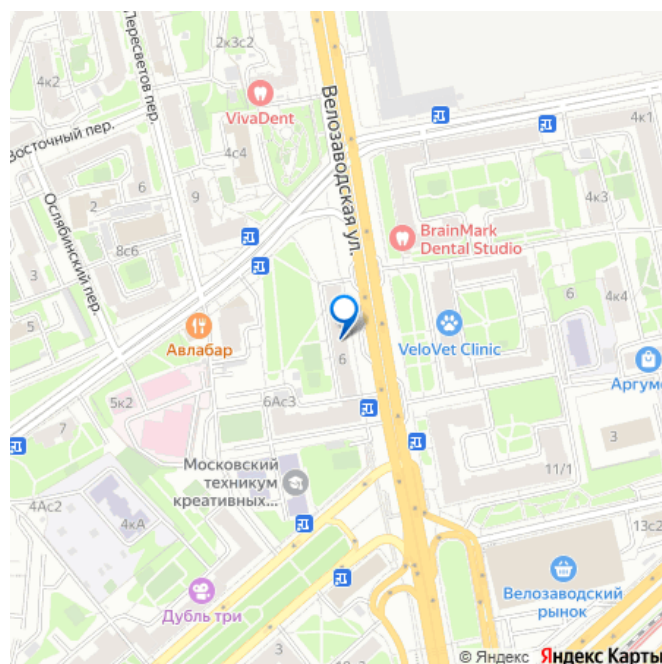 2к3с2
4к2
Пересветов пер.
VivaDent
Велозаводская ул.
4к1
Восточный пер.
4с4
6
9
2
4к3
Ослябинский пер.
8с6
BrainMark
Dental Studio
3
6
4к4
5
VeloVet Clinic
Авлабар
6
Аргуме
5к2
6Ас3
7
3
Московский
техникум
креативных...
11/1
4Ас2
4кА
13с2
Велозаводский
рынок
Дубль три
3
© Яндекс Яндекс Карты